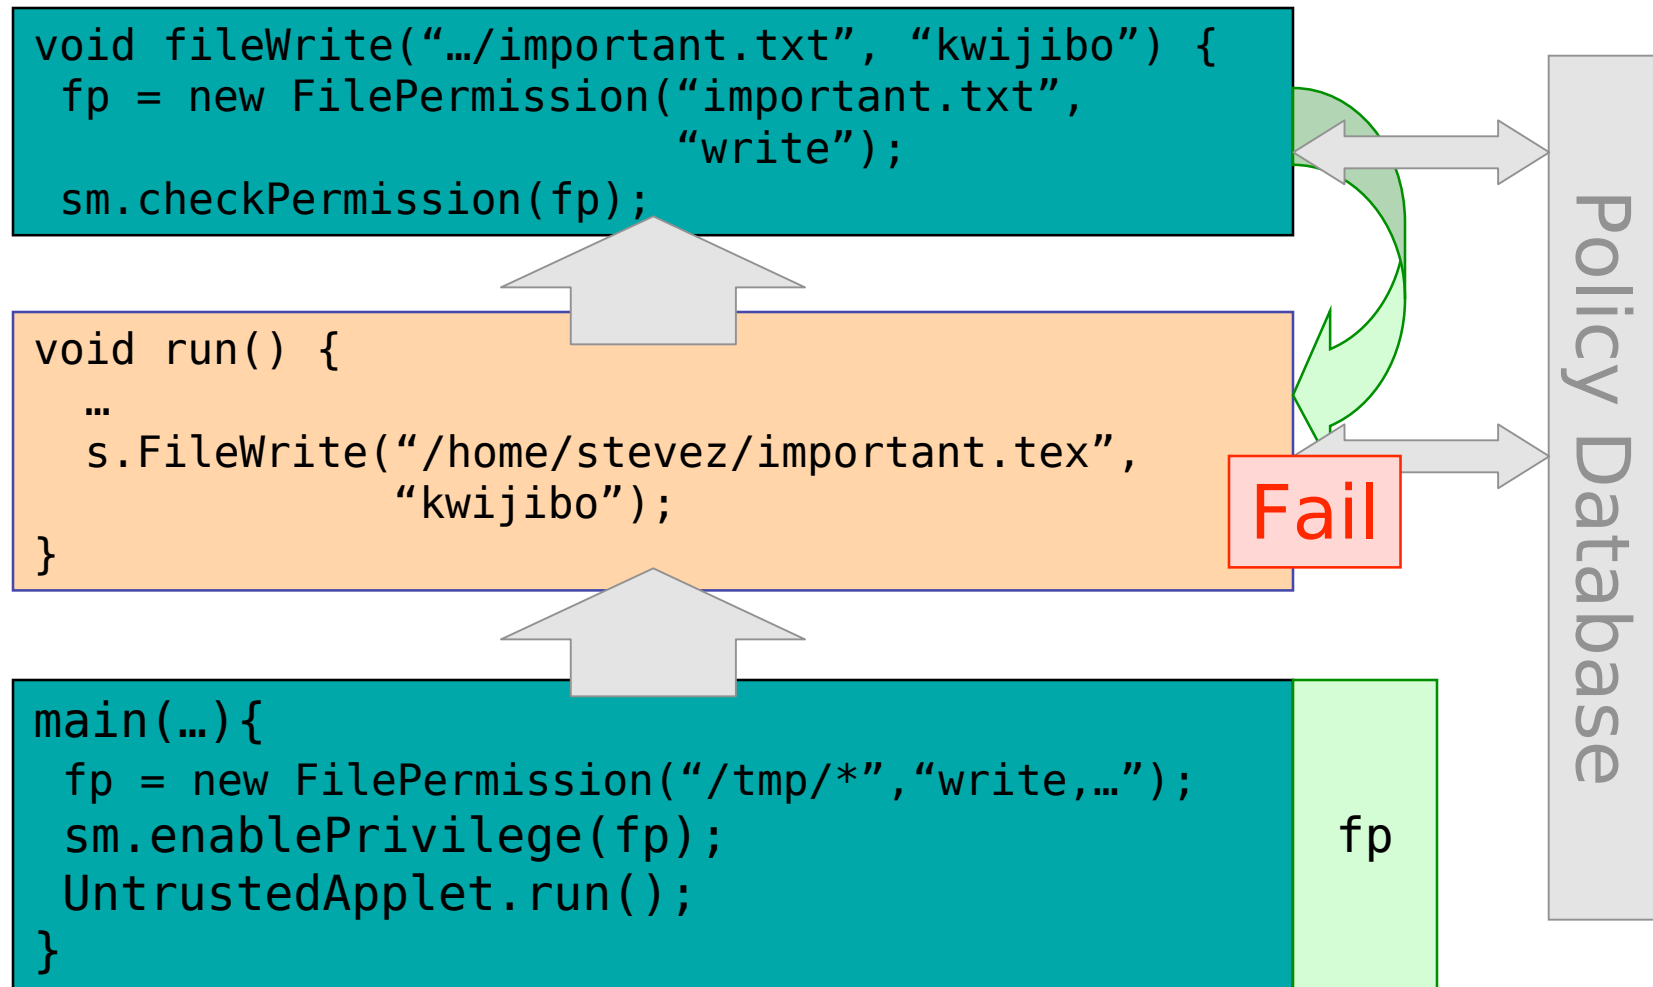 void fileWrite(“…/important.txt”, “kwijibo”) {
fp = new FilePermission(“important.txt”,
“write”);
sm.checkPermission(fp);
void run() {
…
s.FileWrite(“/home/stevez/important.tex”,
“kwijibo”);
}
Fail
main(…){
fp = new FilePermission(“/tmp/*”,“write,…”);
sm.enablePrivilege(fp);
UntrustedApplet.run();
}
fp
Policy Database